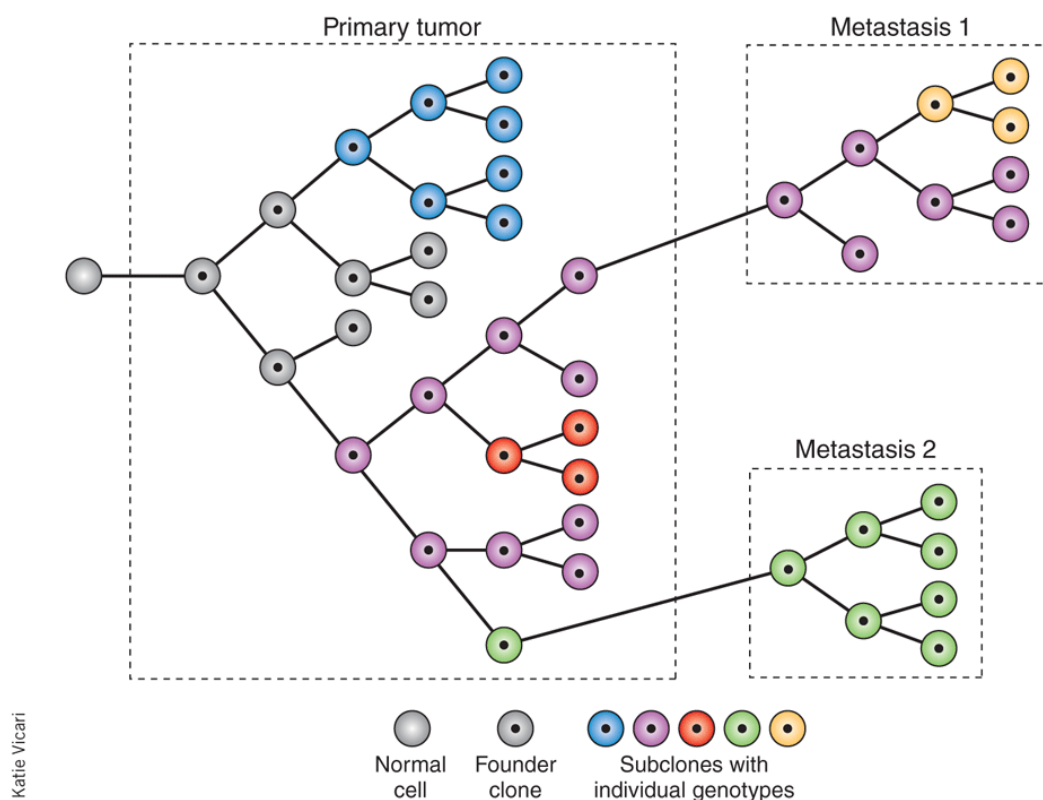 Primary tumor
Metastasis 1
Metastasis 2
Normal
cell
Founder
clone
Subclones with
individual genotypes
Katie Vicari